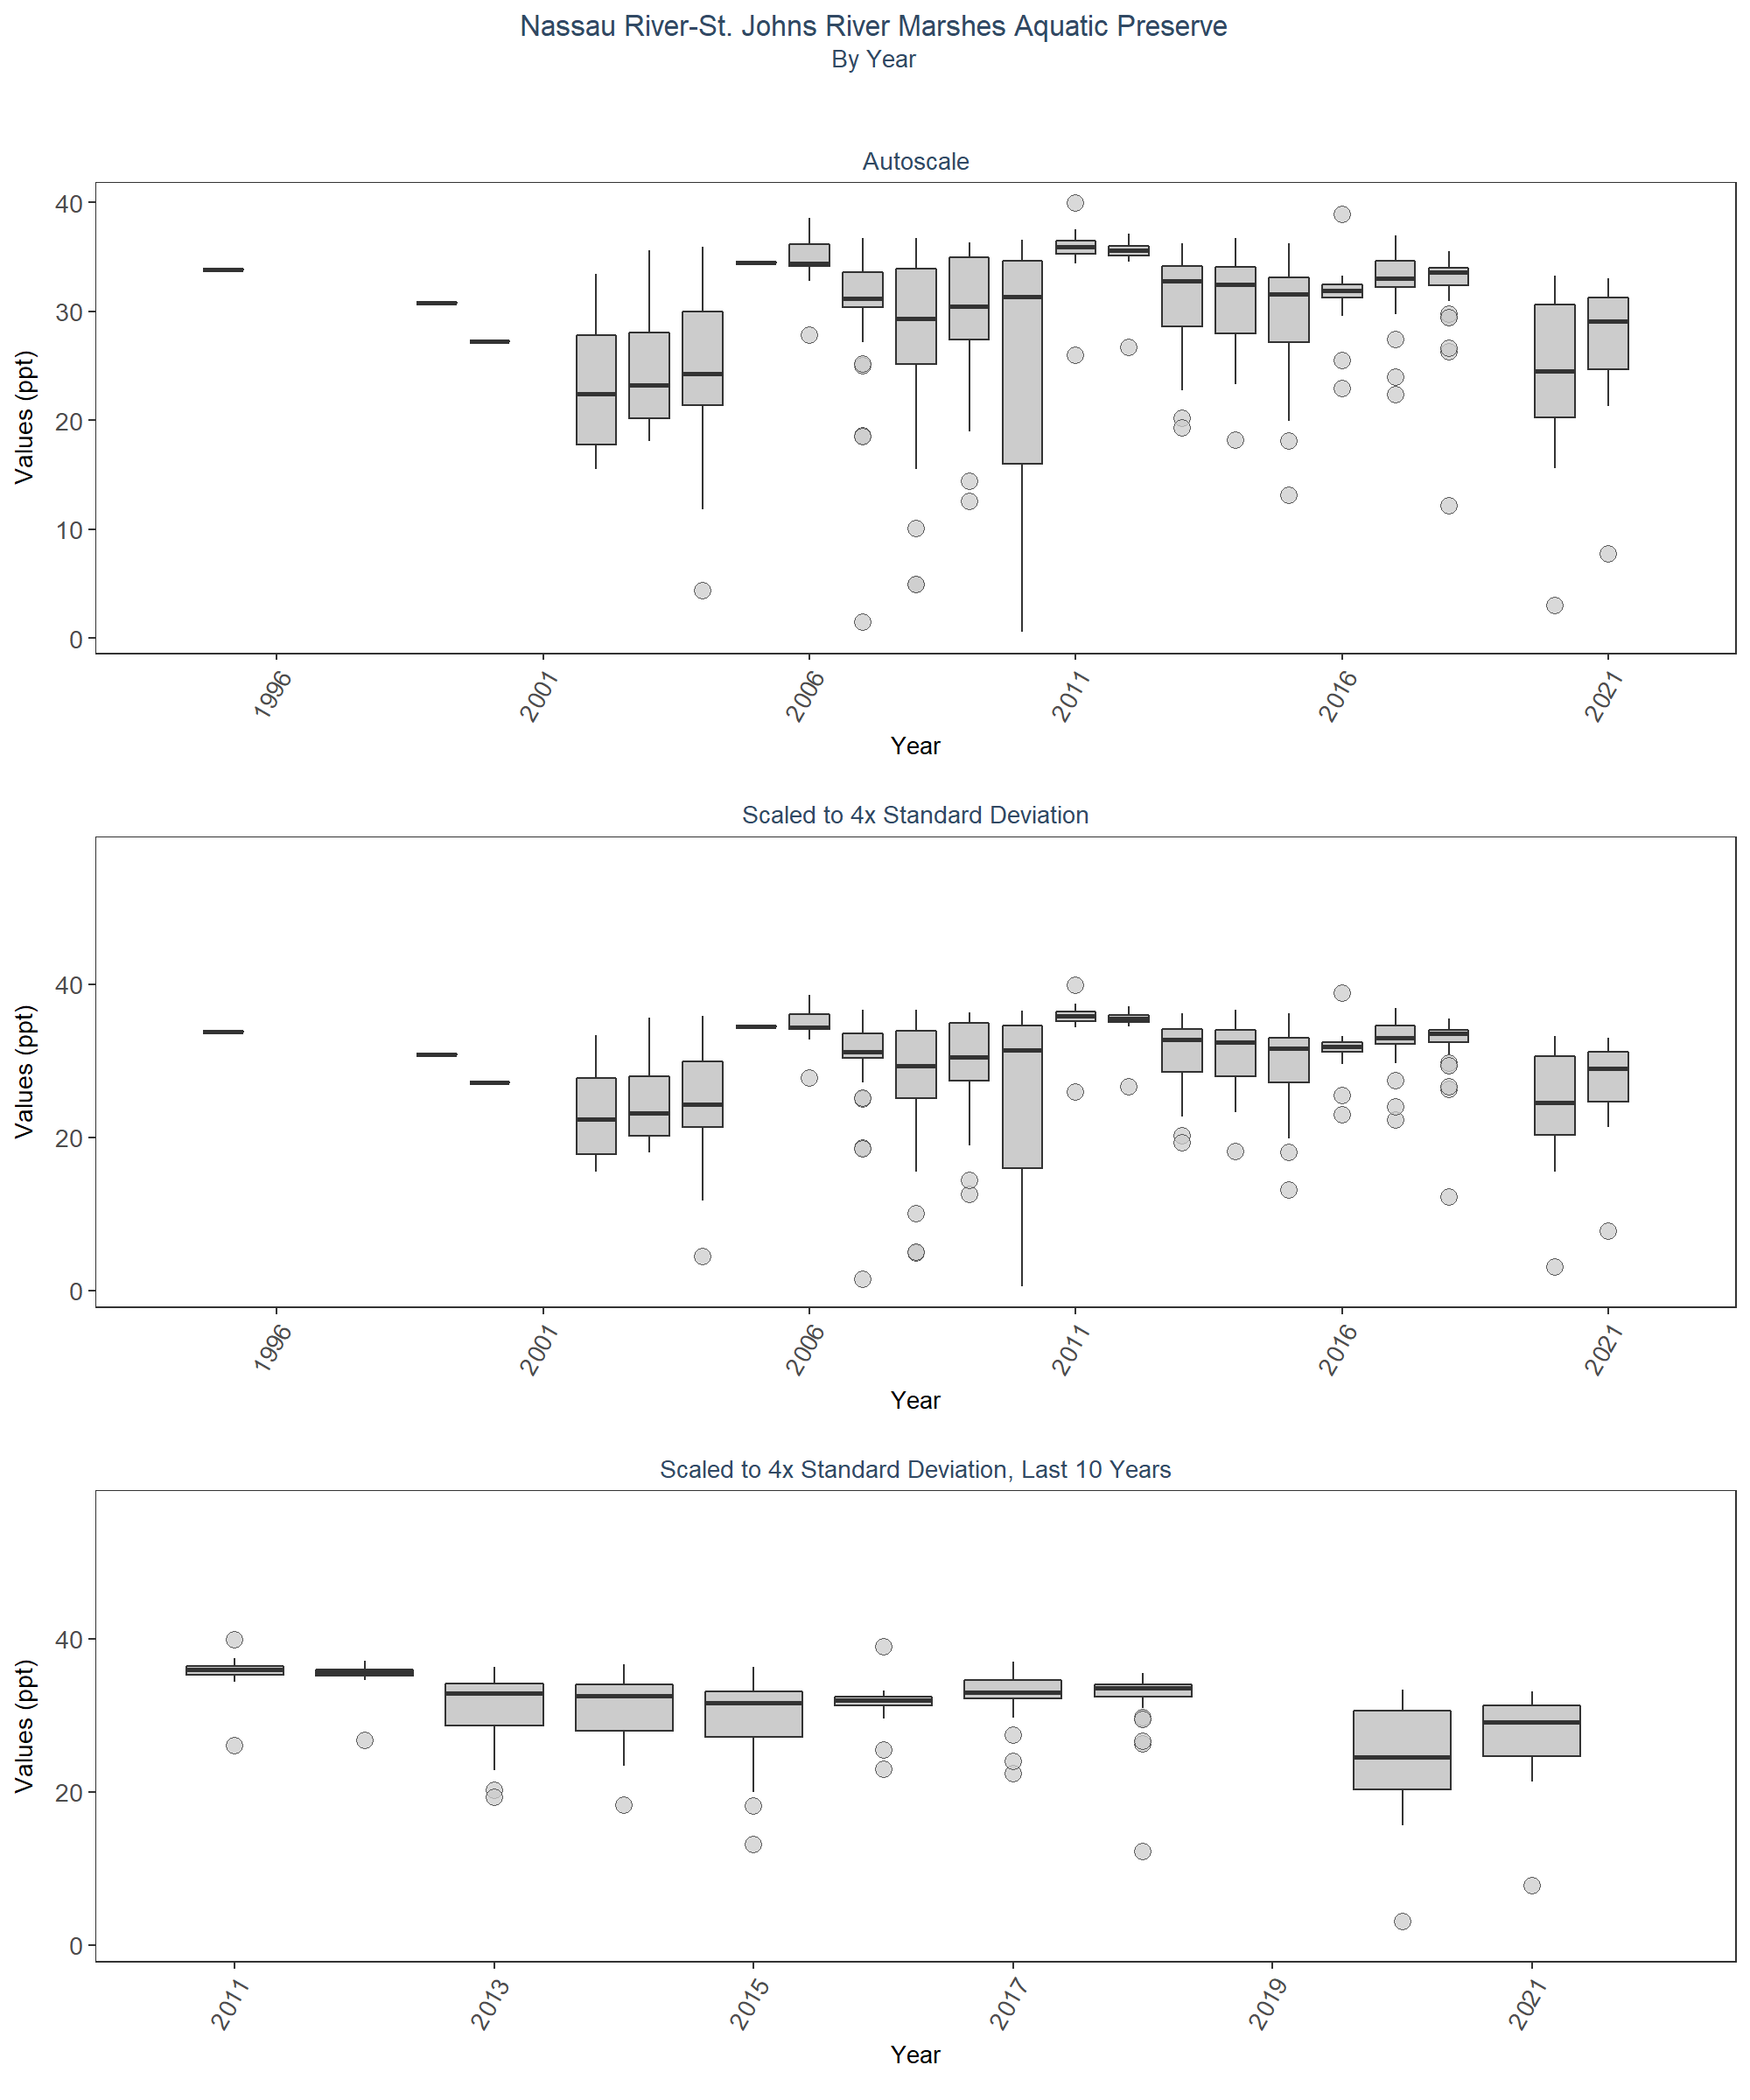 Nassau River-St. Johns River Marshes Aquatic Preserve
By Year
Autoscale
Values (ppt)
40
30
20
10
0
1996 2001 2006 2011 2016 2021
Year
Scaled to 4x Standard Deviation
Values (ppt)
40
20
0
1996 2001 2006 2011 2016 2021
Year
Scaled to 4x Standard Deviation, Last 10 Years
Values (ppt)
40
20
0
2011 2013 2015 2017 2019 2021
Year